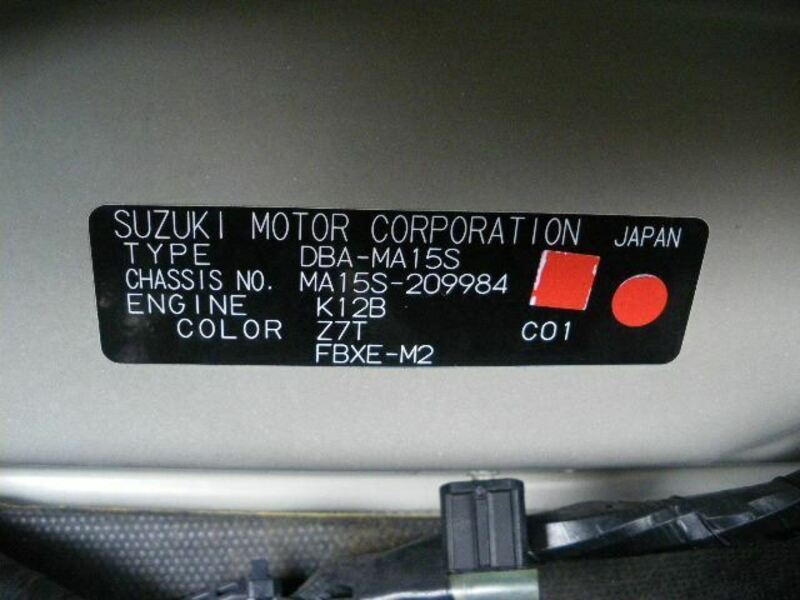 SUZUKI MOTOR CORPORATION JAPAN
TYPE DBA-MA15S
CHASSIS NO. MA15S-209984
ENGINE K12B
COLOR Z7T C01
FBXE-M2